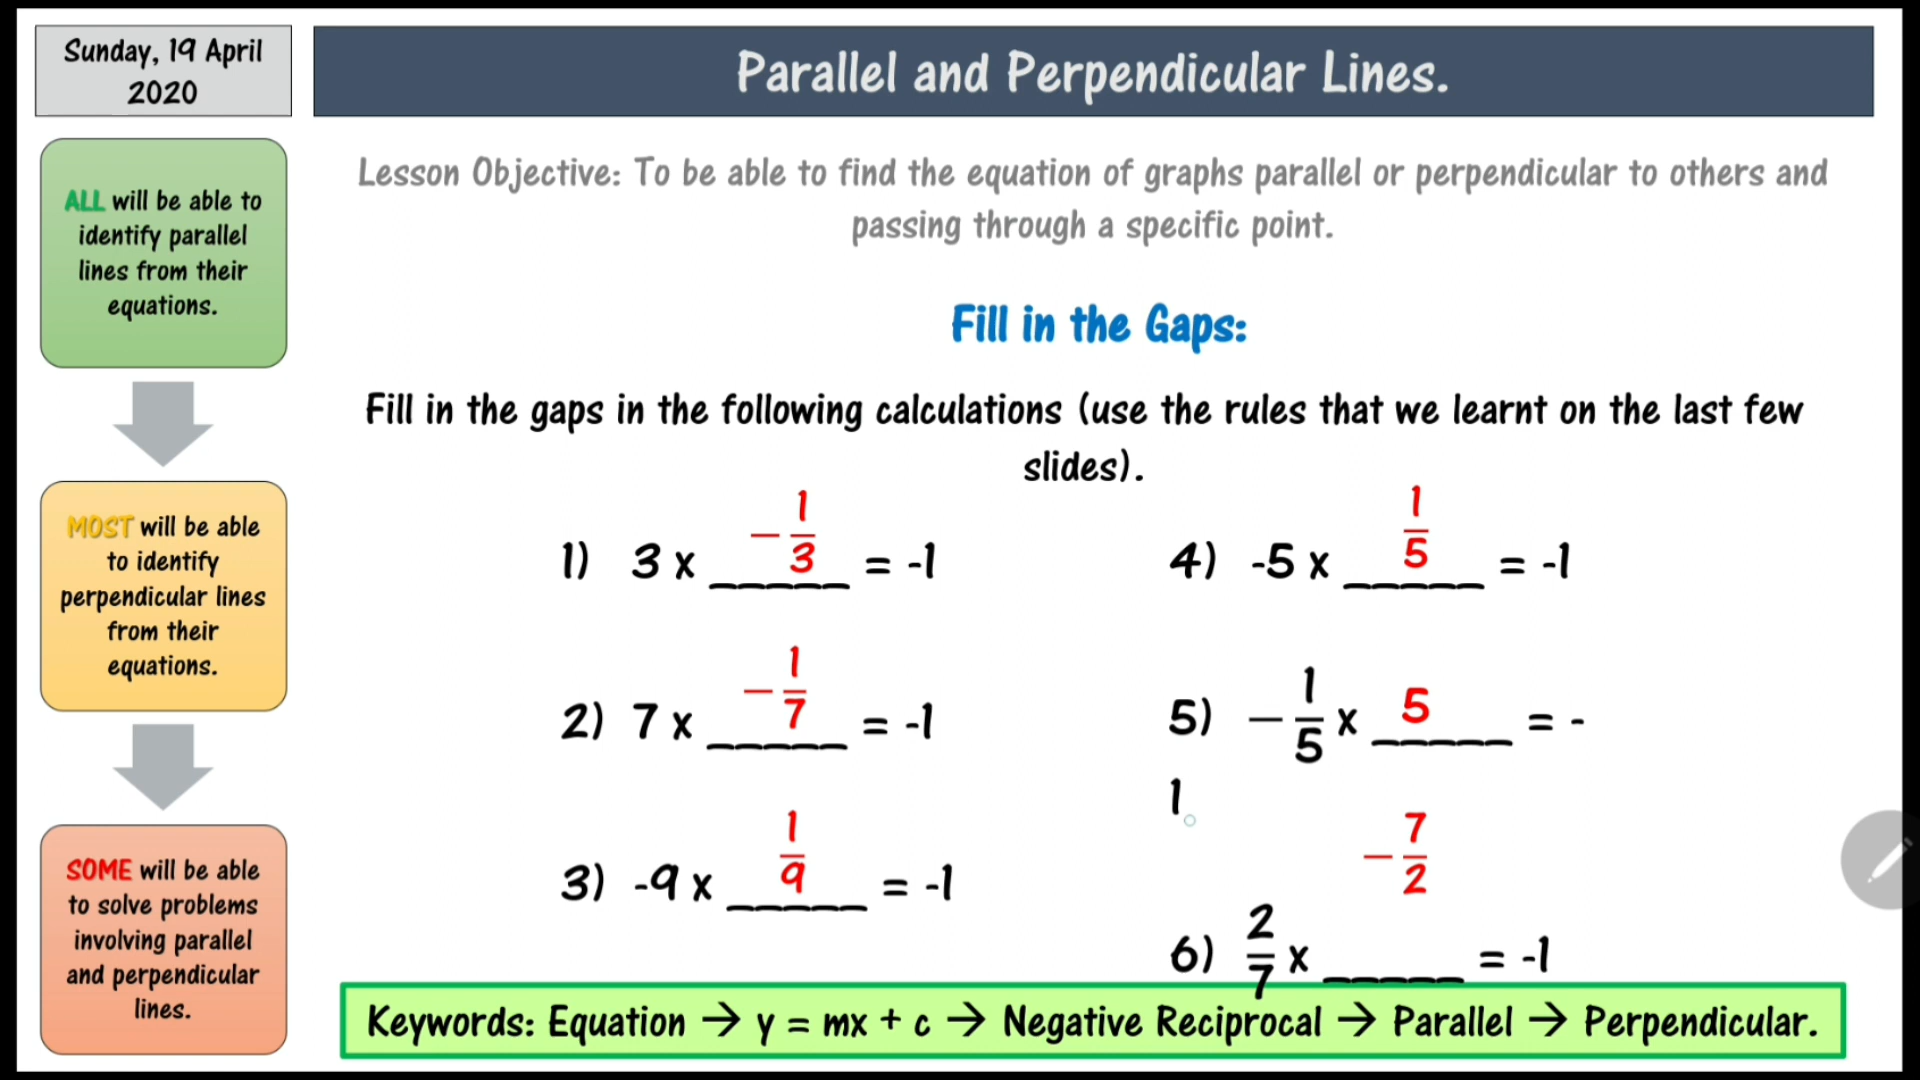 Sunday, 19 April
2020
Parallel and Perpendicular Lines.
ALL will be able to
identify parallel
lines from their
equations.
MOST will be able
to identify
perpendicular lines
from their
equations.
SOME will be able
to solve problems
involving parallel
and perpendicular
lines.
Lesson Objective: To be able to find the equation of graphs parallel or perpendicular to others and
passing through a specific point.
Fill in the Gaps:
Fill in the gaps in the following calculations (use the rules that we learnt on the last few
slides).
1) 3 x −1/3 = -1
2) 7 x −1/7 = -1
3) -9 x 1/9 = -1
4) -5 x 1/5 = -1
5) −1/5 x 5 = -
1
6) 2/7 x −7/2 = -1
Keywords: Equation → y = mx + c → Negative Reciprocal → Parallel → Perpendicular.